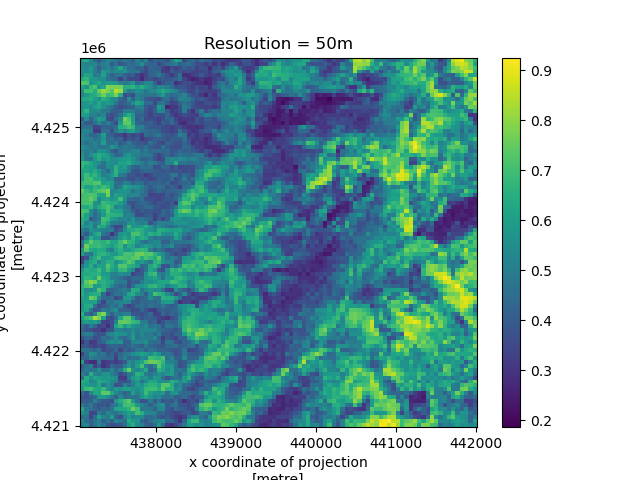 Resolution = 50m
1e6
4.425
4.424
4.423
4.422
4.421
y coordinate of projection
[metre]
438000 439000 440000 441000 442000
x coordinate of projection
[metre]
0.9
0.8
0.7
0.6
0.5
0.4
0.3
0.2